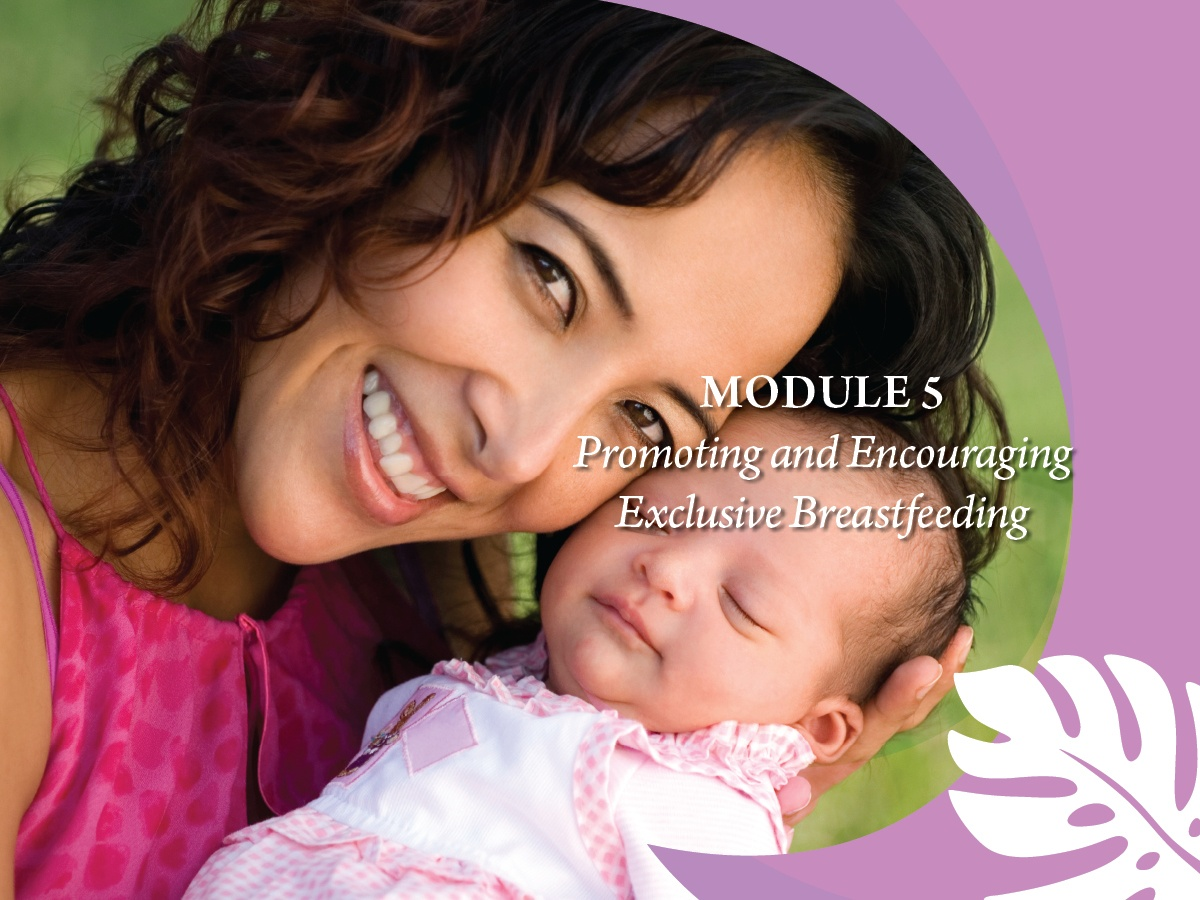 MODULE 5
Promoting and Encouraging
Exclusive Breastfeeding